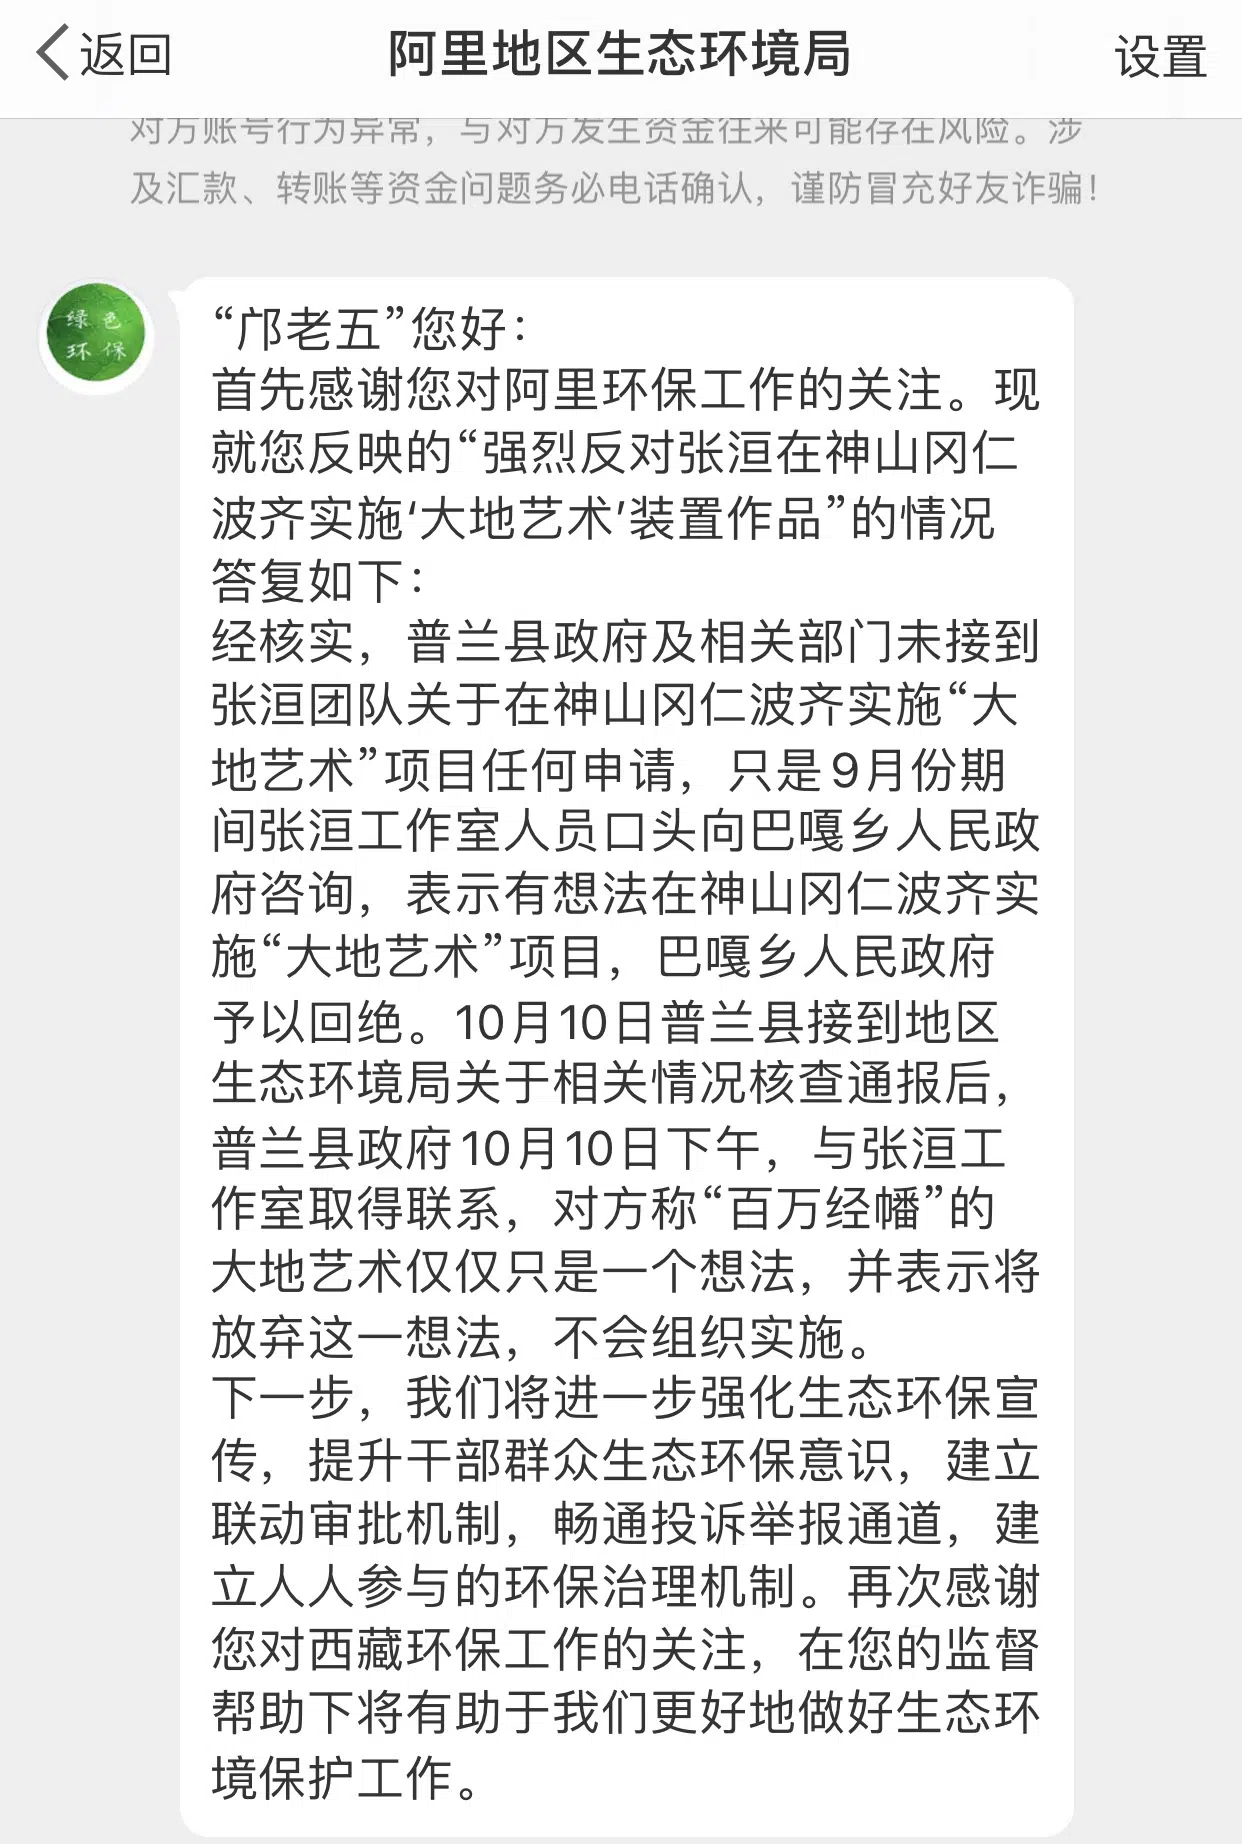 返回
阿里地区生态环境局
设置
对方账号行为异常，与对方发生资金往来可能存在风险。涉
及汇款、转账等资金问题务必电话确认，谨防冒充好友诈骗！
绿色
环保
“邝老五”您好：
首先感谢您对阿里环保工作的关注。现
就您反映的“强烈反对张洹在神山冈仁
波齐实施‘大地艺术’装置作品”的情况
答复如下：
经核实，普兰县政府及相关部门未接到
张洹团队关于在神山冈仁波齐实施“大
地艺术”项目任何申请，只是9月份期
间张洹工作室人员口头向巴嘎乡人民政
府咨询，表示有想法在神山冈仁波齐实
施“大地艺术”项目，巴嘎乡人民政府
予以回绝。10月10日普兰县接到地区
生态环境局关于相关情况核查通报后，
普兰县政府10月10日下午，与张洹工
作室取得联系，对方称“百万经幡”的
大地艺术仅仅只是一个想法，并表示将
放弃这一想法，不会组织实施。
下一步，我们将进一步强化生态环保宣
传，提升干部群众生态环保意识，建立
联动审批机制，畅通投诉举报通道，建
立人人参与的环保治理机制。再次感谢
您对西藏环保工作的关注，在您的监督
帮助下将有助于我们更好地做好生态环
境保护工作。